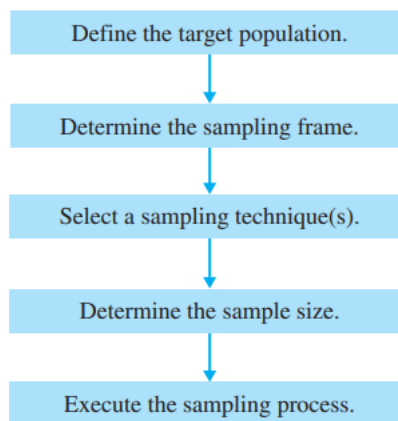 Define the target population.
Determine the sampling frame.
Select a sampling technique(s).
Determine the sample size.
Execute the sampling process.